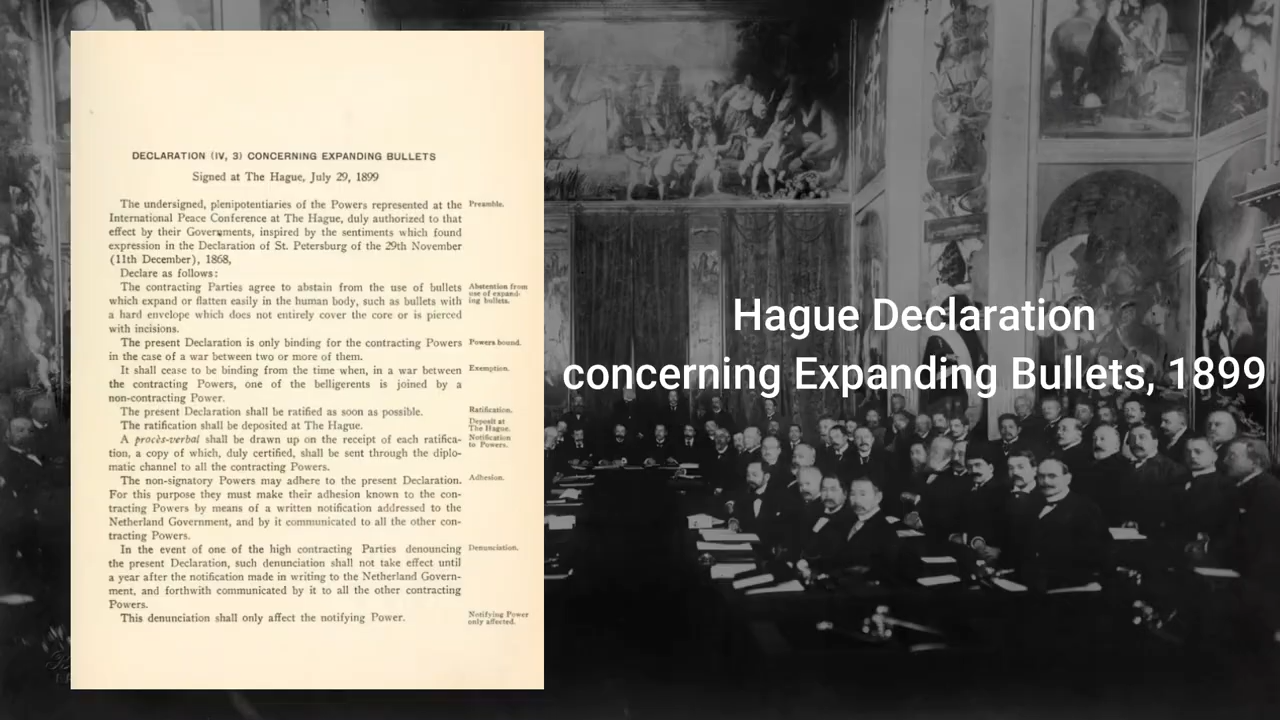 DECLARATION (IV, 3) CONCERNING EXPANDING BULLETS
Signed at The Hague, July 29, 1899
The undersigned, plenipotentiaries of the Powers represented at the
Preamble.
International Peace Conference at The Hague, duly authorized to that
effect by their Governments, inspired by the sentiments which found
expression in the Declaration of St. Petersburg of the 29th November
(11th December), 1868,
Declare as follows:
The contracting Parties agree to abstain from the use of bullets
which expand or flatten easily in the human body, such as bullets with
a hard envelope which does not entirely cover the core or is pierced
with incisions.
Abstention from
use of expand-
ing bullets.
The present Declaration is only binding for the contracting Powers
in the case of a war between two or more of them.
Powers bound.
It shall cease to be binding from the time when, in a war between
the contracting Powers, one of the belligerents is joined by a
non-contracting Power.
Exemption.
The present Declaration shall be ratified as soon as possible.
Ratification.
The ratification shall be deposited at The Hague.
Deposit at
The Hague.
A procès-verbal shall be drawn up on the receipt of each ratifica-
tion, a copy of which, duly certified, shall be sent through the diplo-
matic channel to all the contracting Powers.
Notification
to Powers.
The non-signatory Powers may adhere to the present Declaration.
For this purpose they must make their adhesion known to the con-
tracting Powers by means of a written notification addressed to the
Netherland Government, and by it communicated to all the other con-
tracting Powers.
Adhesion.
In the event of one of the high contracting Parties denouncing
the present Declaration, such denunciation shall not take effect until
a year after the notification made in writing to the Netherland Govern-
ment, and forthwith communicated by it to all the other contracting
Powers.
Denunciation.
This denunciation shall only affect the notifying Power.
Notifying Power
only affected.
Hague Declaration
concerning Expanding Bullets, 1899